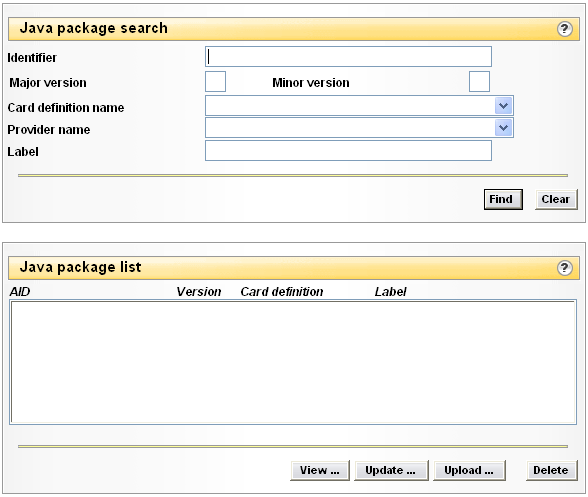 Java package search ?
Identifier
Major version Minor version
Card definition name
Provider name
Label
Find Clear
Java package list ?
AID Version Card definition Label
View ... Update ... Upload ... Delete